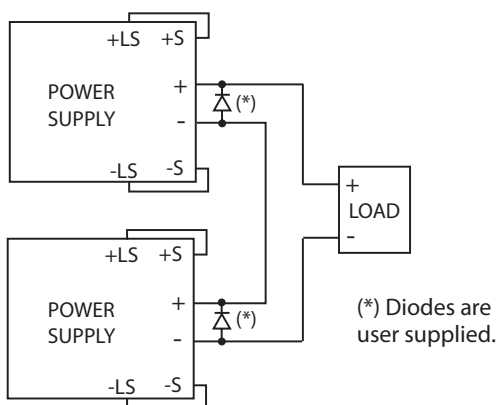 +LS +S
POWER
SUPPLY
+
-
(*)
-LS -S
+
LOAD
-
+LS +S
POWER
SUPPLY
+
-
(*)
-LS -S
(*) Diodes are
user supplied.